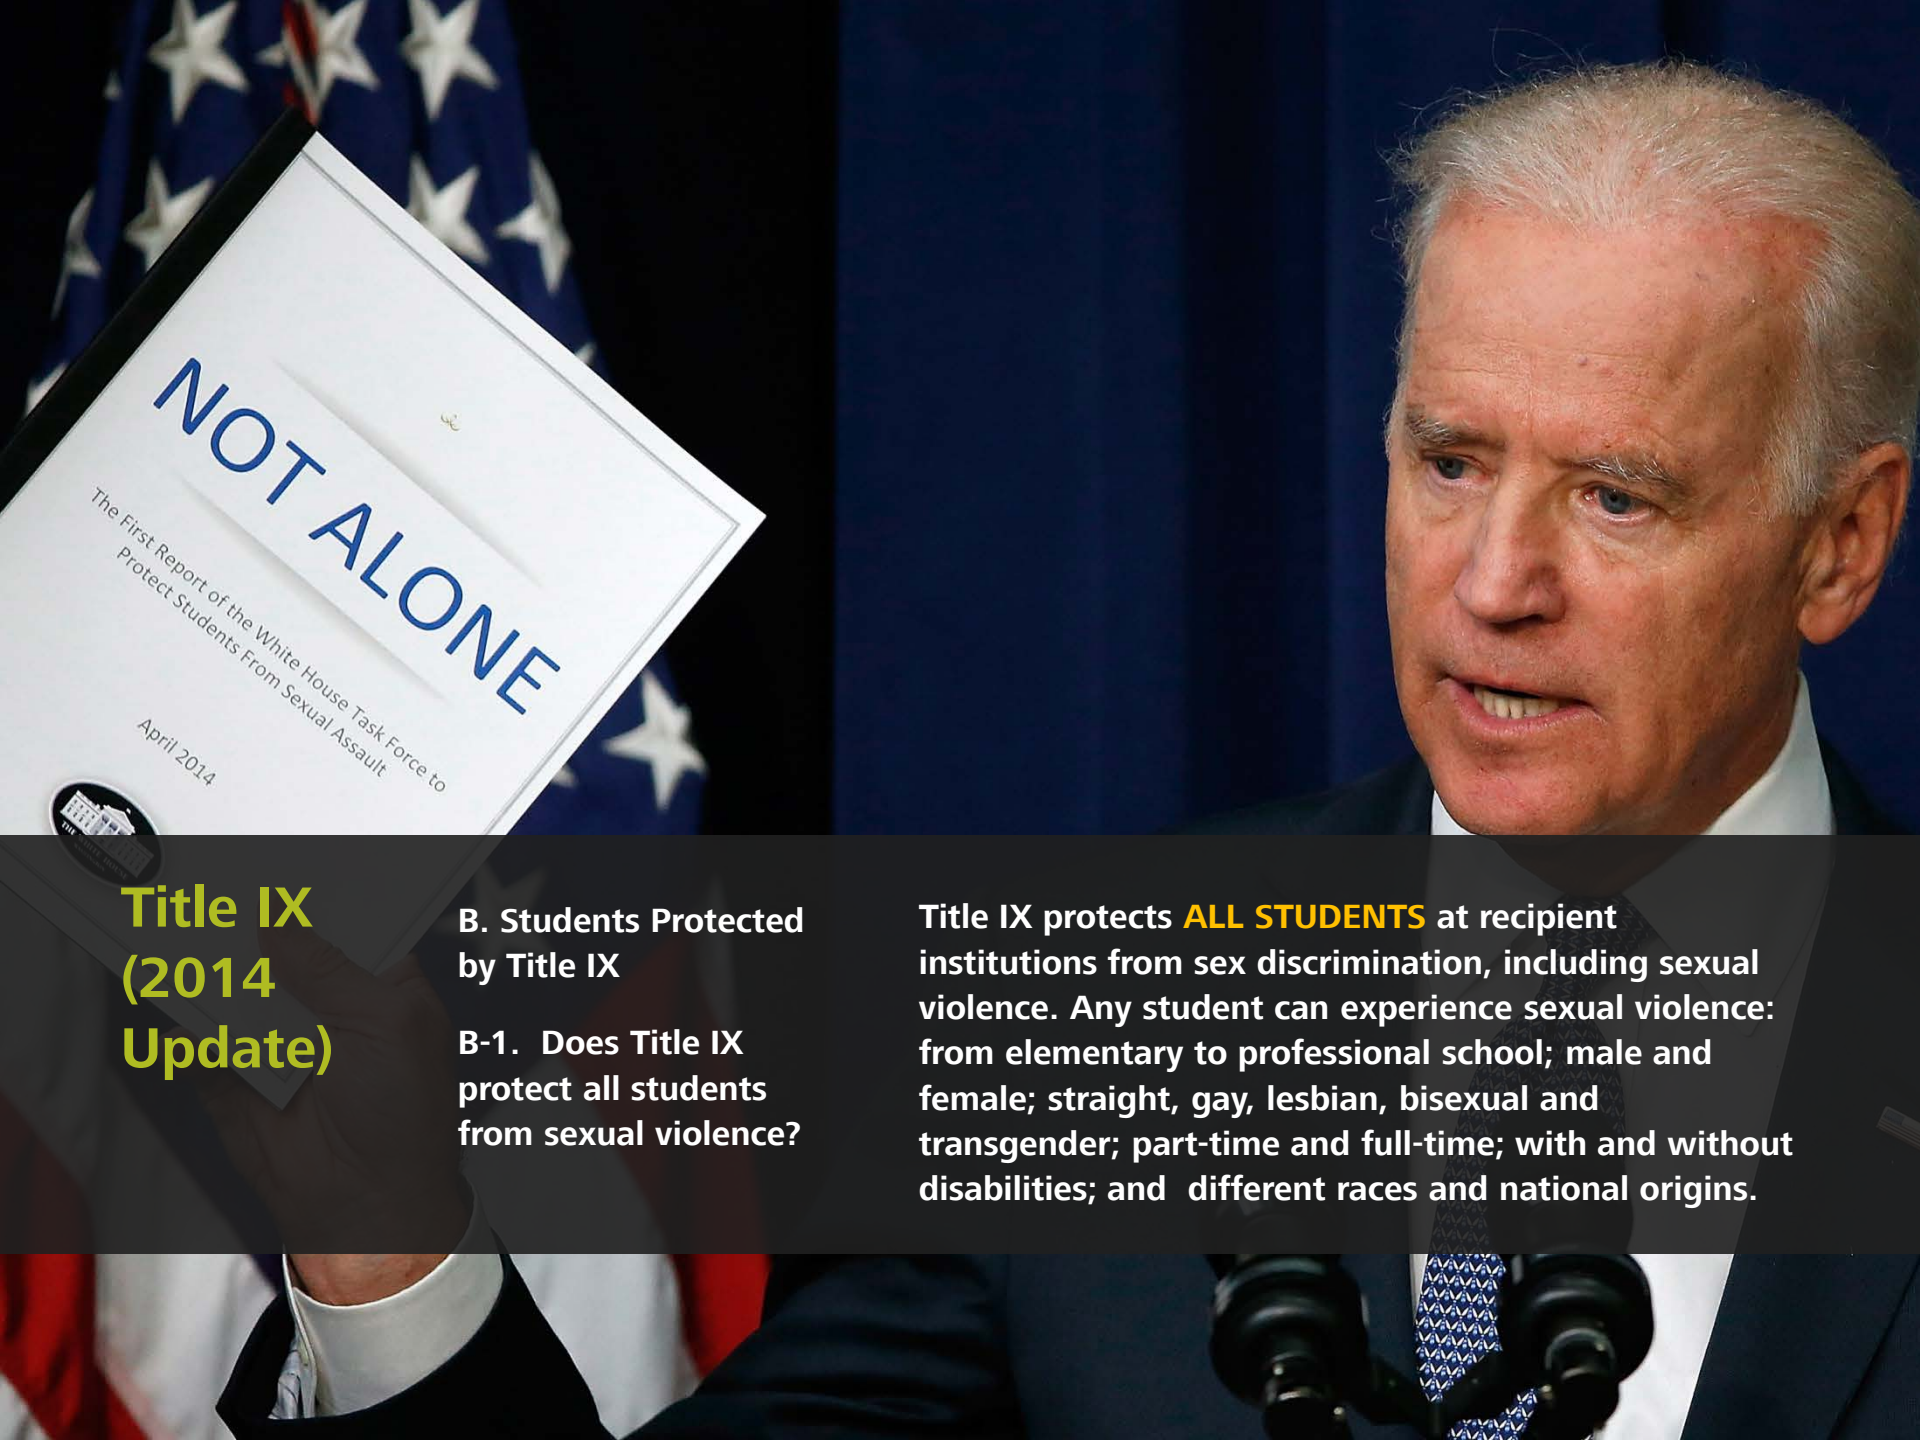 NOT ALONE
The First Report of the White House Task Force to
Protect Students From Sexual Assault
April 2014
THE WHITE HOUSE
Title IX
(2014
Update)
B. Students Protected
by Title IX
B-1.  Does Title IX
protect all students
from sexual violence?
Title IX protects ALL STUDENTS at recipient
institutions from sex discrimination, including sexual
violence. Any student can experience sexual violence:
from elementary to professional school; male and
female; straight, gay, lesbian, bisexual and
transgender; part-time and full-time; with and without
disabilities; and  different races and national origins.